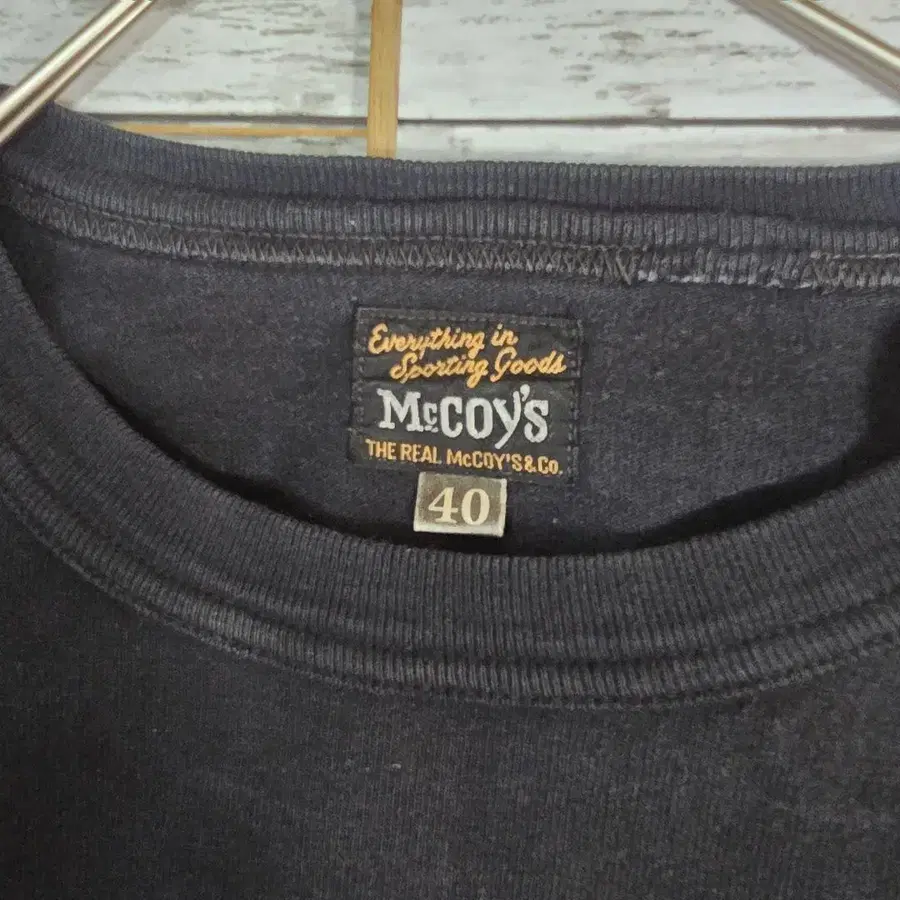 Everything in
Sporting Goods
McCOY'S
THE REAL McCOY'S & Co.
40